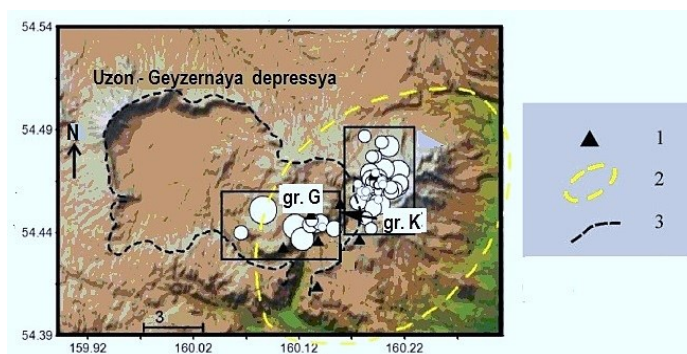 54.54
Uzon - Geyzernaya depressya
54.49
N
1
2
gr. G
gr. K
54.44
3
3
54.39
159.92 160.02 160.12 160.22